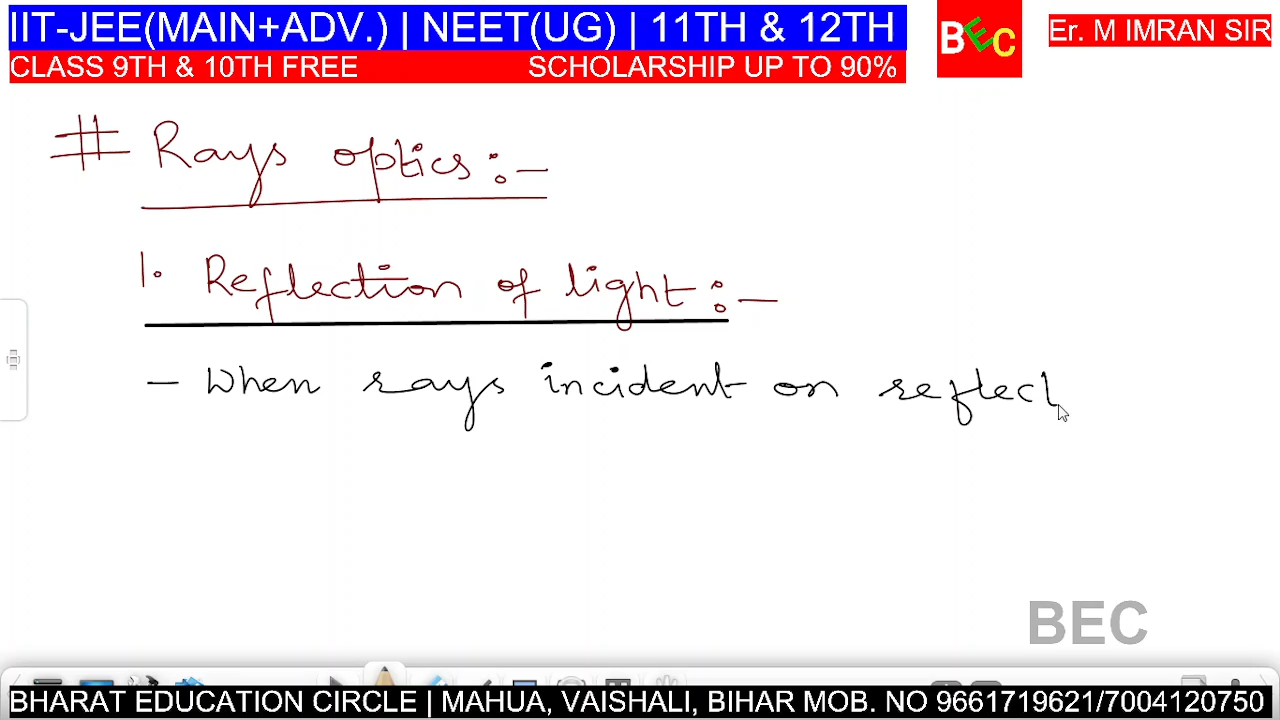 IIT-JEE(MAIN+ADV.) | NEET(UG) | 11TH & 12TH
BEC
Er. M IMRAN SIR
CLASS 9TH & 10TH FREE SCHOLARSHIP UP TO 90%
# Rays optics :-
1. Reflection of light :-
- When rays incident on reflect
BEC
BHARAT EDUCATION CIRCLE | MAHUA, VAISHALI, BIHAR MOB. NO 9661719621/7004120750